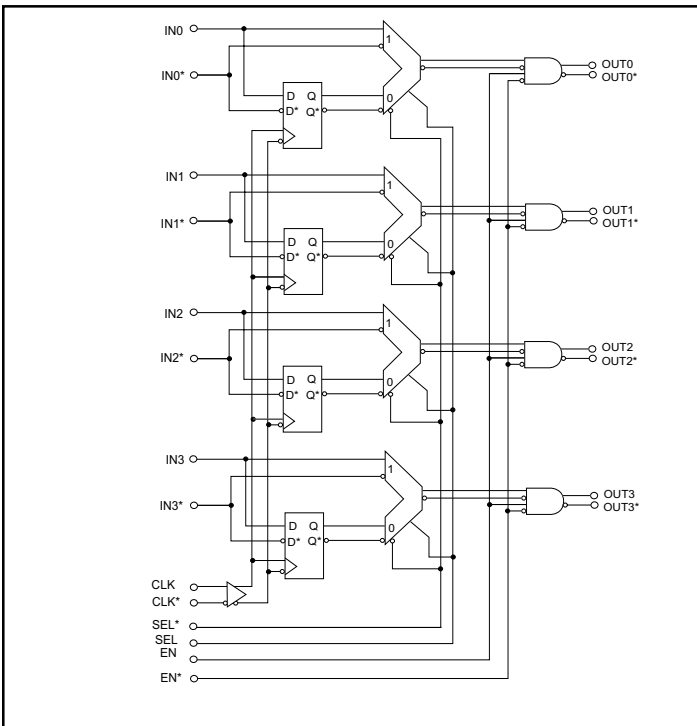 IN0
1
OUT0
IN0*
OUT0*
D Q
0
D* Q*
IN1
1
OUT1
IN1*
OUT1*
D Q
0
D* Q*
IN2
1
OUT2
IN2*
OUT2*
D Q
0
D* Q*
IN3
1
OUT3
IN3*
OUT3*
D Q
0
D* Q*
CLK
CLK*
SEL*
SEL
EN
EN*